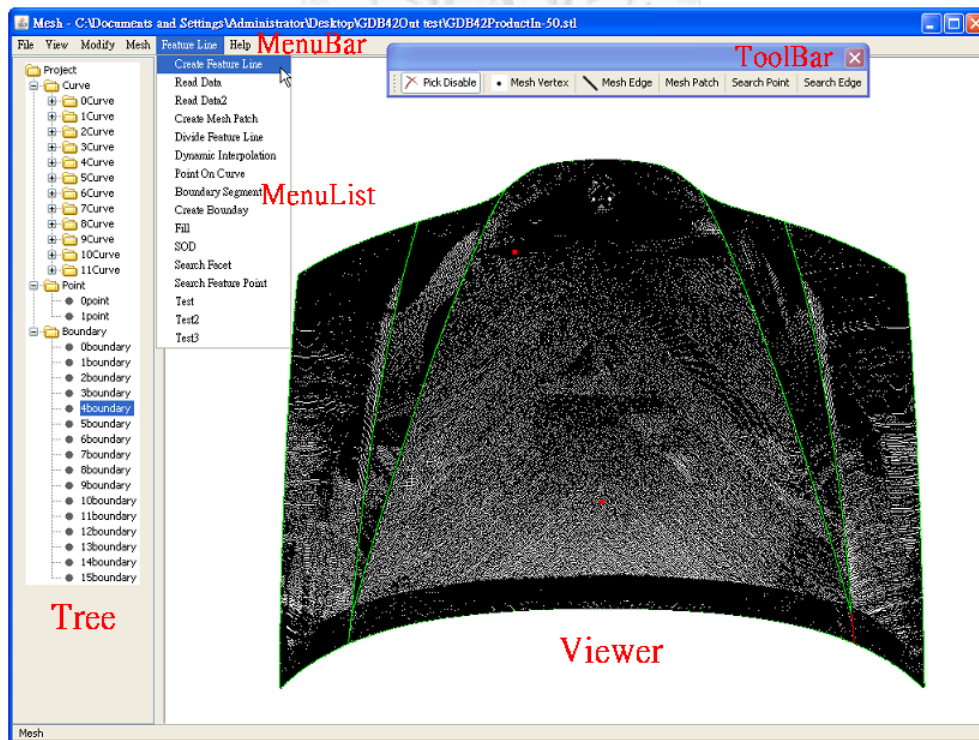 Mesh - C:\Documents and Settings\Administrator\Desktop\GDB42Out test\GDB42ProductIn-50.stl
File View Modify Mesh Feature Line Help
MenuBar
ToolBar
Pick Disable Mesh Vertex Mesh Edge Mesh Patch Search Point Search Edge
Create Feature Line
Read Data
Read Data2
Create Mesh Patch
Divide Feature Line
Dynamic Interpolation
Point On Curve
Boundary Segment
Create Bounday
Fill
SOD
Search Facet
Search Feature Point
Test
Test2
Test3
MenuList
Project
Curve
0Curve
1Curve
2Curve
3Curve
4Curve
5Curve
6Curve
7Curve
8Curve
9Curve
10Curve
11Curve
Point
0point
1point
Boundary
0boundary
1boundary
2boundary
3boundary
4boundary
5boundary
6boundary
7boundary
8boundary
9boundary
10boundary
11boundary
12boundary
13boundary
14boundary
15boundary
Tree
Viewer
Mesh